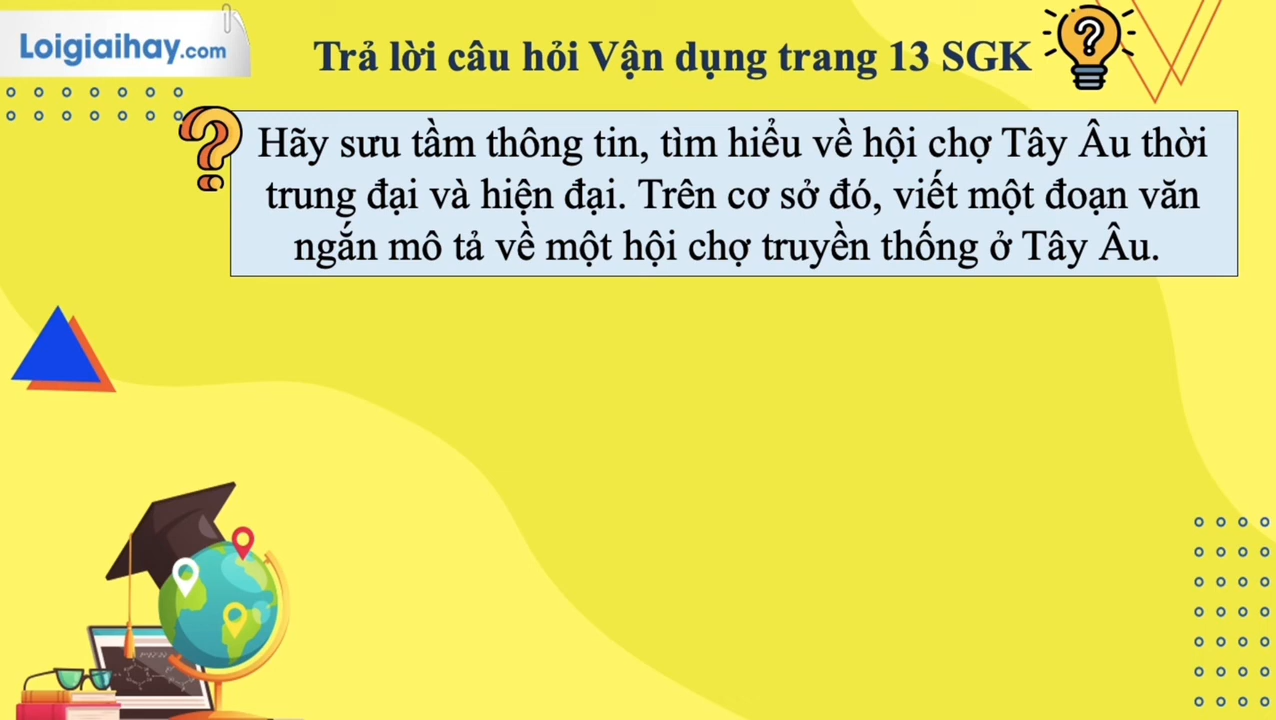 Loigiaihay.com
Trả lời câu hỏi Vận dụng trang 13 SGK
Hãy sưu tầm thông tin, tìm hiểu về hội chợ Tây Âu thời
trung đại và hiện đại. Trên cơ sở đó, viết một đoạn văn
ngắn mô tả về một hội chợ truyền thống ở Tây Âu.